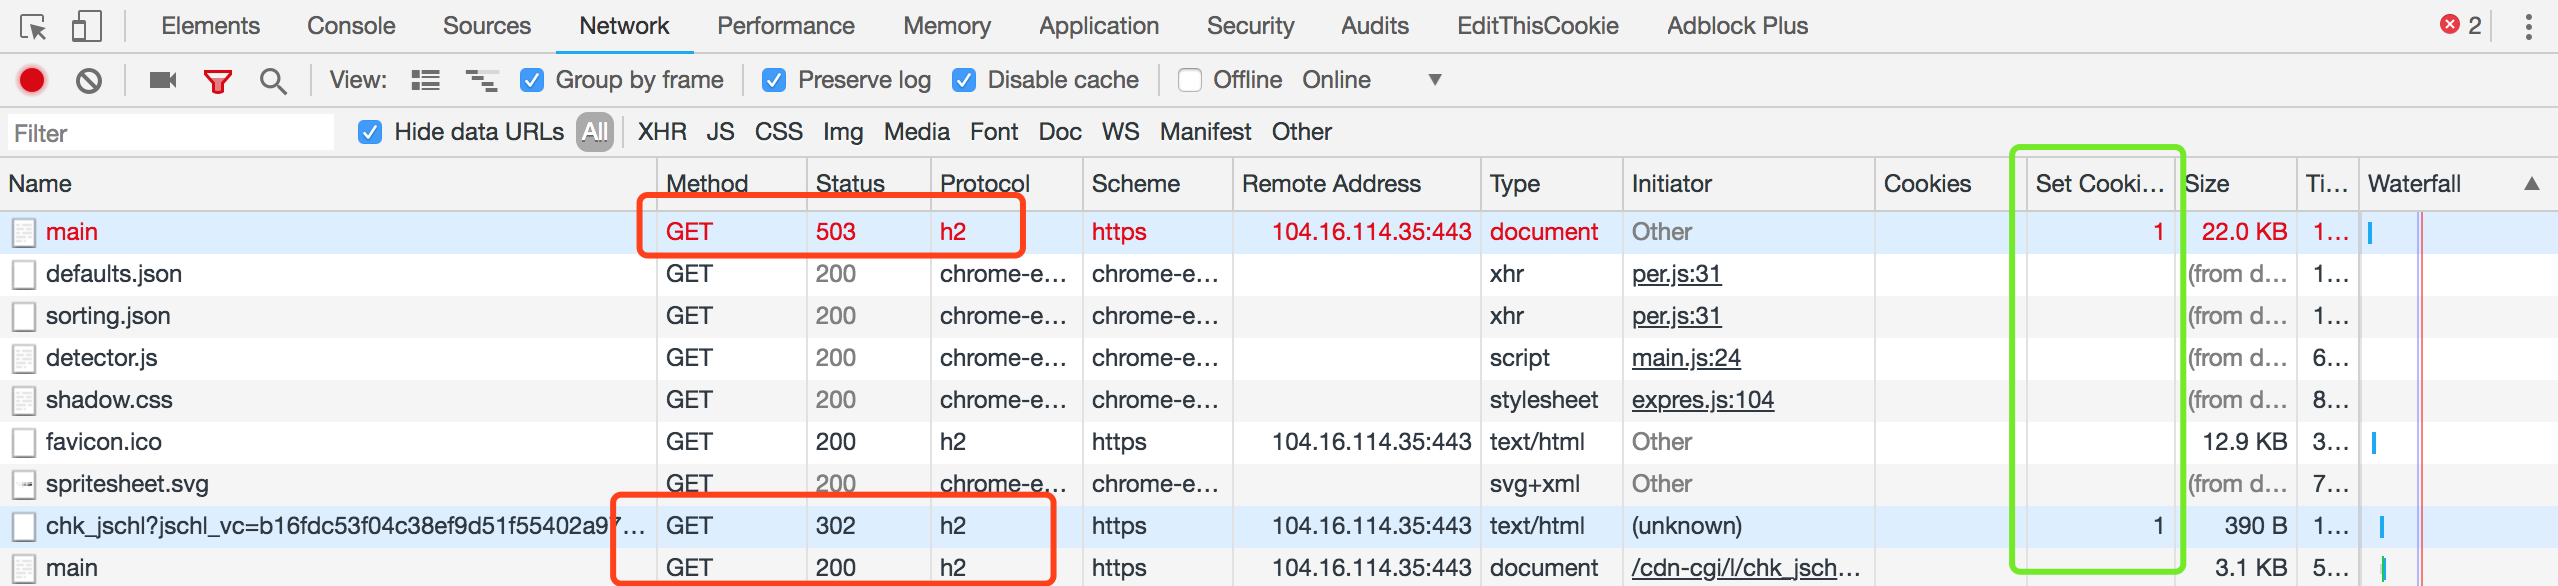 Elements Console Sources Network Performance Memory Application Security Audits EditThisCookie Adblock Plus 2
View: Group by frame Preserve log Disable cache Offline Online
Filter Hide data URLs All XHR JS CSS Img Media Font Doc WS Manifest Other
Name Method Status Protocol Scheme Remote Address Type Initiator Cookies Set Cooki... Size Ti... Waterfall
main GET 503 h2 https 104.16.114.35:443 document Other 1 22.0 KB 1...
defaults.json GET 200 chrome-e... chrome-e... xhr per.js:31 (from d... 1...
sorting.json GET 200 chrome-e... chrome-e... xhr per.js:31 (from d... 1...
detector.js GET 200 chrome-e... chrome-e... script main.js:24 (from d... 6...
shadow.css GET 200 chrome-e... chrome-e... stylesheet expres.js:104 (from d... 8...
favicon.ico GET 200 h2 https 104.16.114.35:443 text/html Other 12.9 KB 3...
spritesheet.svg GET 200 chrome-e... chrome-e... svg+xml Other (from d... 7...
chk_jschl?jschl_vc=b16fdc53f04c38ef9d51f55402a97... GET 302 h2 https 104.16.114.35:443 text/html (unknown) 1 390 B 1...
main GET 200 h2 https 104.16.114.35:443 document /cdn-cgi/l/chk_jsch... 3.1 KB 5...